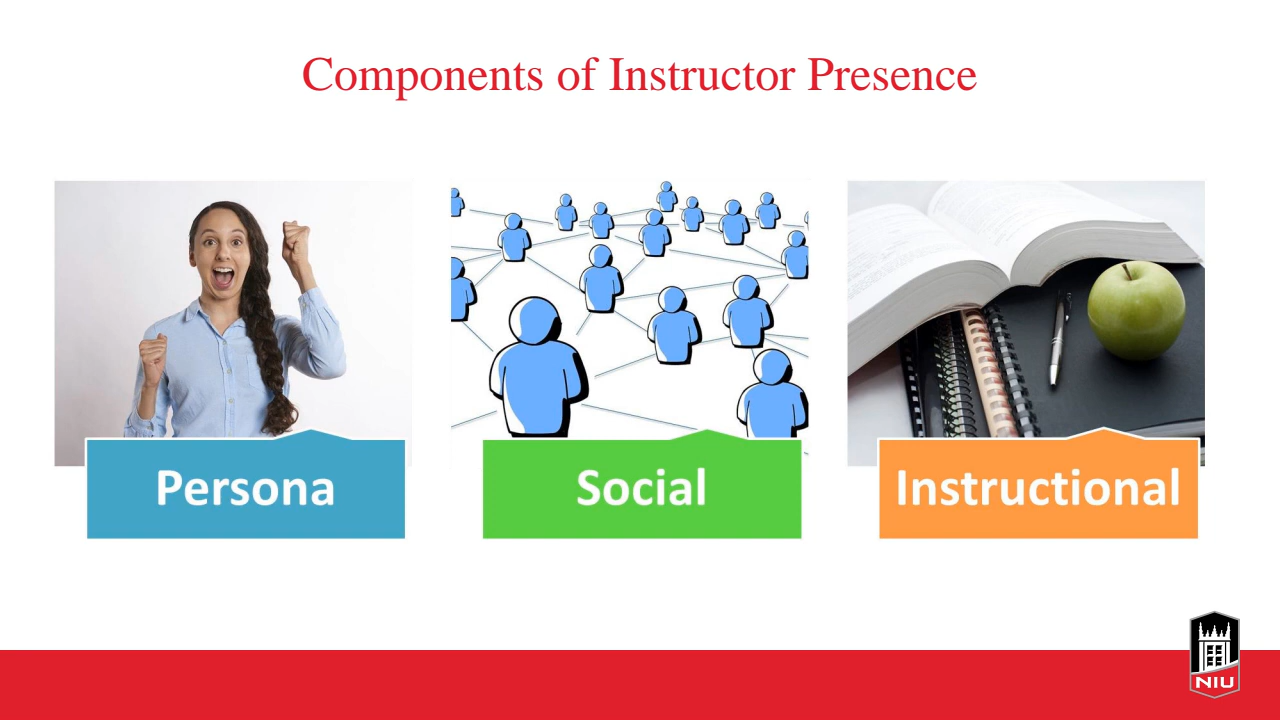 Components of Instructor Presence
Persona
Social
Instructional
NIU